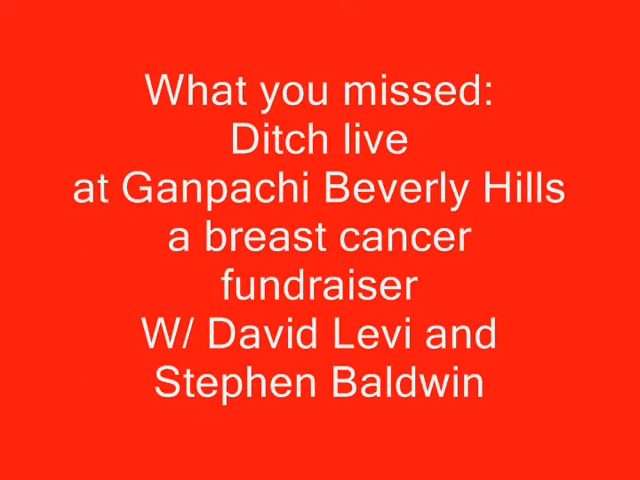 What you missed:
Ditch live
at Ganpachi Beverly Hills
a breast cancer
fundraiser
W/ David Levi and
Stephen Baldwin